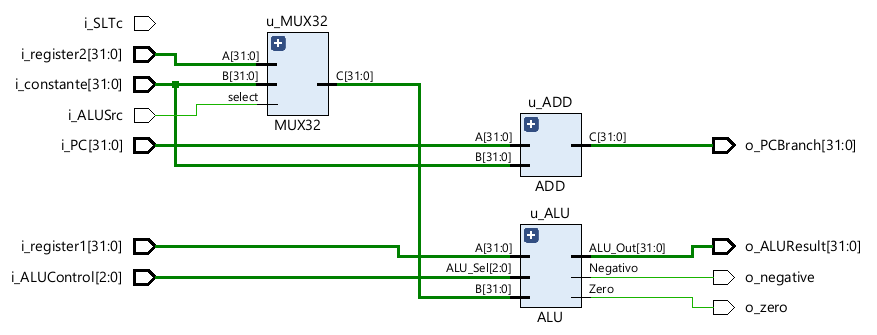 i_SLTc
u_MUX32
i_register2[31:0]
A[31:0]
i_constante[31:0]
B[31:0]
C[31:0]
select
i_ALUSrc
MUX32
u_ADD
i_PC[31:0]
A[31:0]
C[31:0]
o_PCBranch[31:0]
B[31:0]
ADD
u_ALU
i_register1[31:0]
A[31:0]
ALU_Out[31:0]
o_ALUResult[31:0]
i_ALUControl[2:0]
ALU_Sel[2:0]
Negativo
o_negative
B[31:0]
Zero
o_zero
ALU